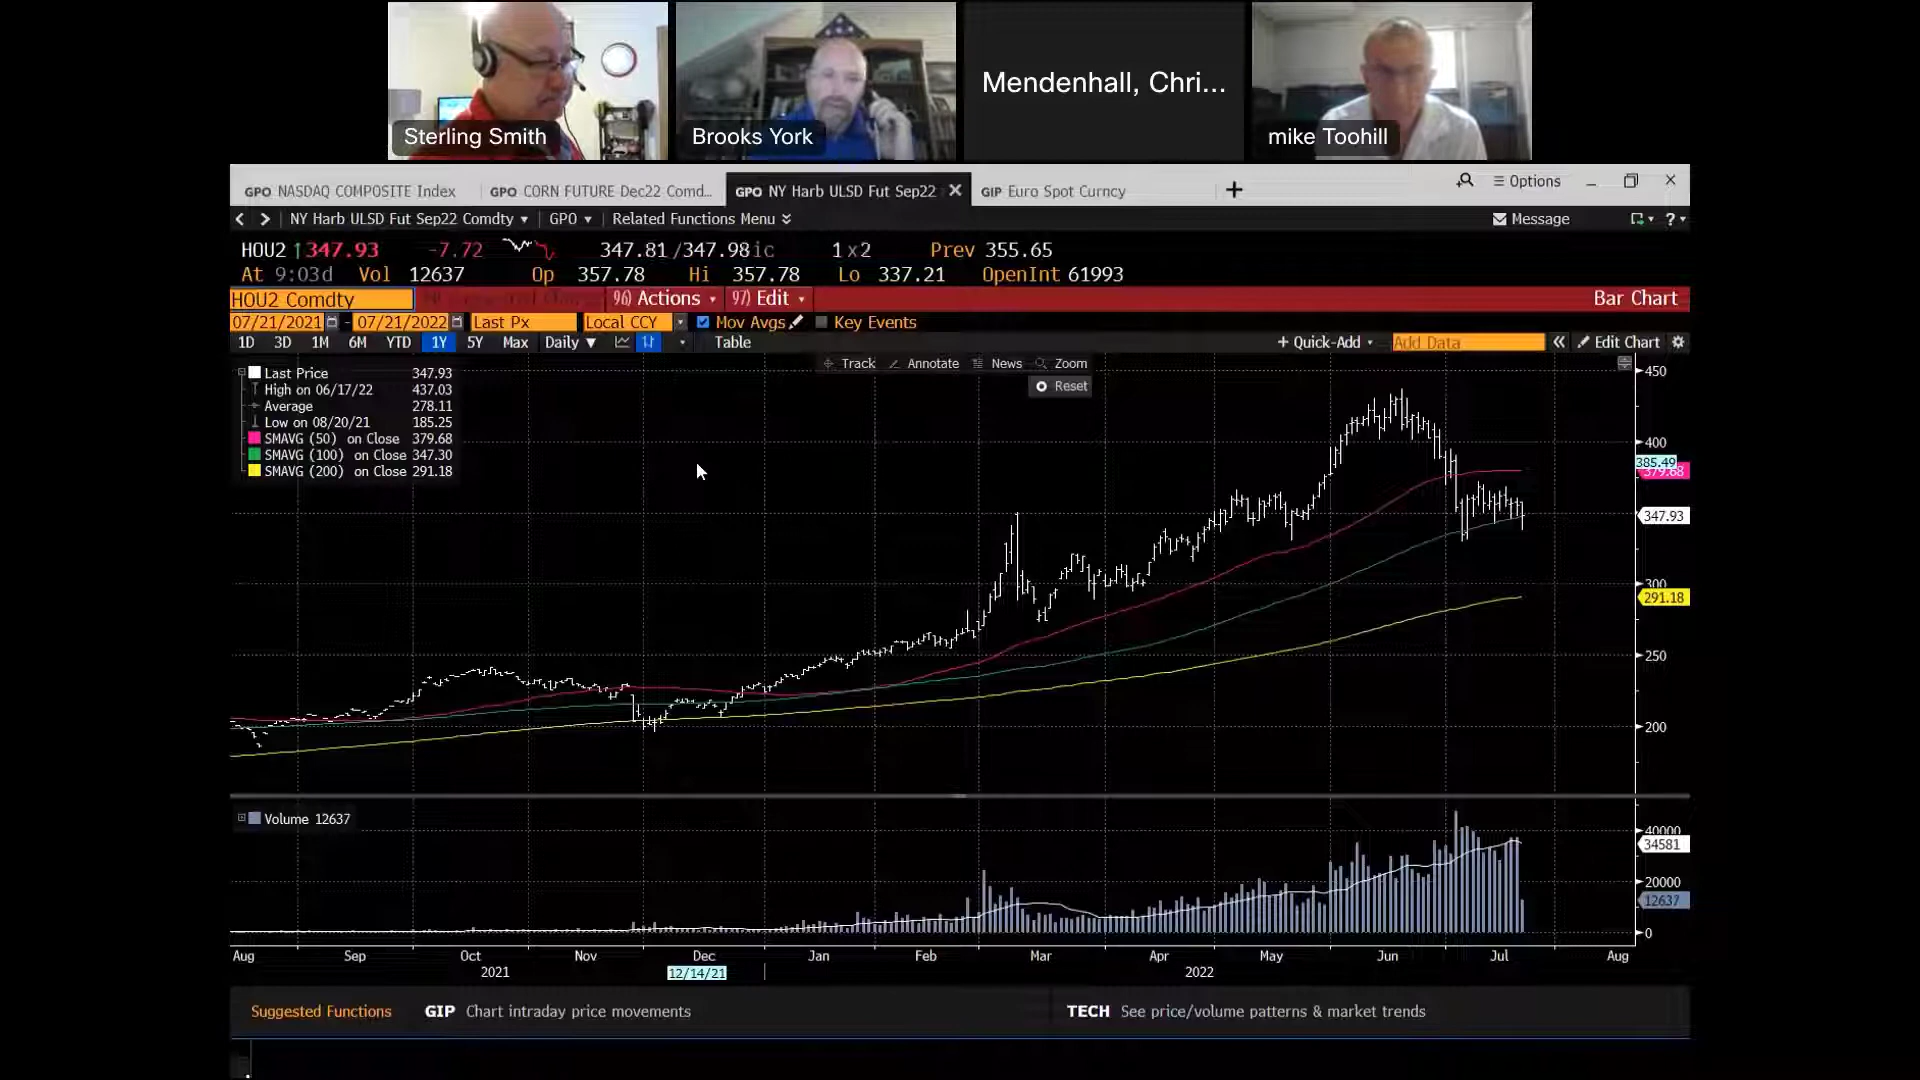 Sterling Smith
Brooks York
Mendenhall, Chri...
mike Toohill
GPO NASDAQ COMPOSITE Index
GPO CORN FUTURE Dec22 Comd...
GPO NY Harb ULSD Fut Sep22
GIP Euro Spot Curncy
Options
NY Harb ULSD Fut Sep22 Comdty GPO Related Functions Menu Message ?
HOU2 ↑347.93 -7.72 347.81/347.98ic 1x2 Prev 355.65
At 9:03d Vol 12637 Op 357.78 Hi 357.78 Lo 337.21 OpenInt 61993
HOU2 Comdty 96) Actions 97) Edit Bar Chart
07/21/2021 - 07/21/2022 Last Px Local CCY Mov Avgs Key Events
1D 3D 1M 6M YTD 1Y 5Y Max Daily ▼ Table + Quick-Add Add Data « Edit Chart
Track Annotate News Zoom
Reset
Last Price 347.93
High on 06/17/22 437.03
Average 278.11
Low on 08/20/21 185.25
SMAVG (50) on Close 379.68
SMAVG (100) on Close 347.30
SMAVG (200) on Close 291.18
450
400
385.49
379.68
347.93
300
291.18
250
200
Volume 12637
40000
34581
20000
12637
0
Aug Sep Oct Nov Dec Jan Feb Mar Apr May Jun Jul Aug
2021 12/14/21 2022
Suggested Functions GIP Chart intraday price movements TECH See price/volume patterns & market trends